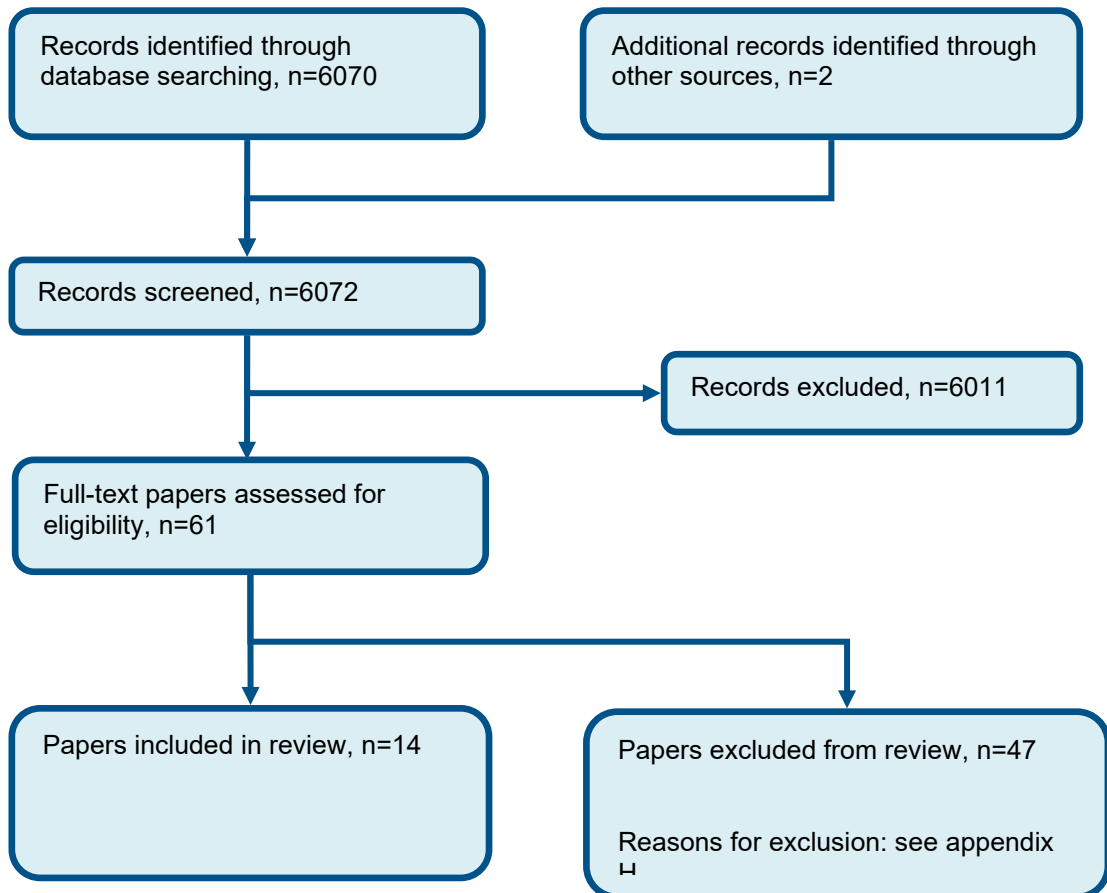 Records identified through
database searching, n=6070
Additional records identified through
other sources, n=2
Records screened, n=6072
Records excluded, n=6011
Full-text papers assessed for
eligibility, n=61
Papers included in review, n=14
Papers excluded from review, n=47
Reasons for exclusion: see appendix
H